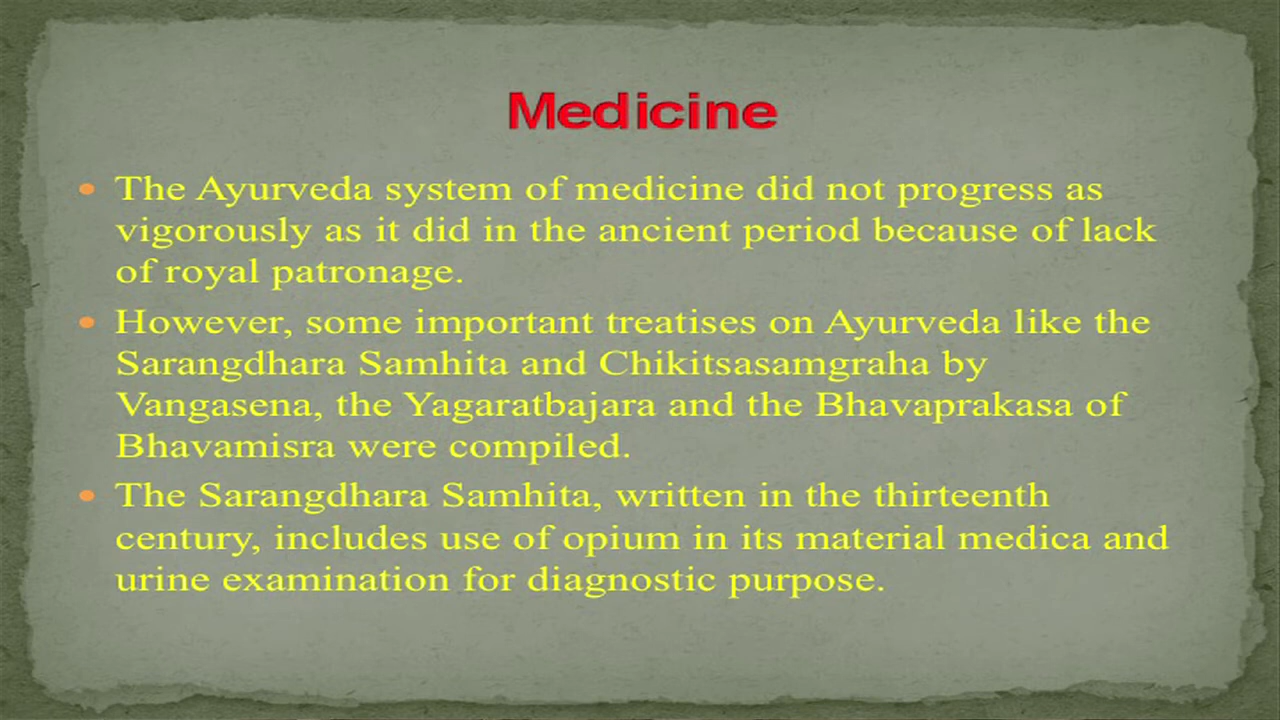 Medicine
• The Ayurveda system of medicine did not progress as
vigorously as it did in the ancient period because of lack
of royal patronage.
• However, some important treatises on Ayurveda like the
Sarangdhara Samhita and Chikitsasamgraha by
Vangasena, the Yagaratbajara and the Bhavaprakasa of
Bhavamisra were compiled.
• The Sarangdhara Samhita, written in the thirteenth
century, includes use of opium in its material medica and
urine examination for diagnostic purpose.